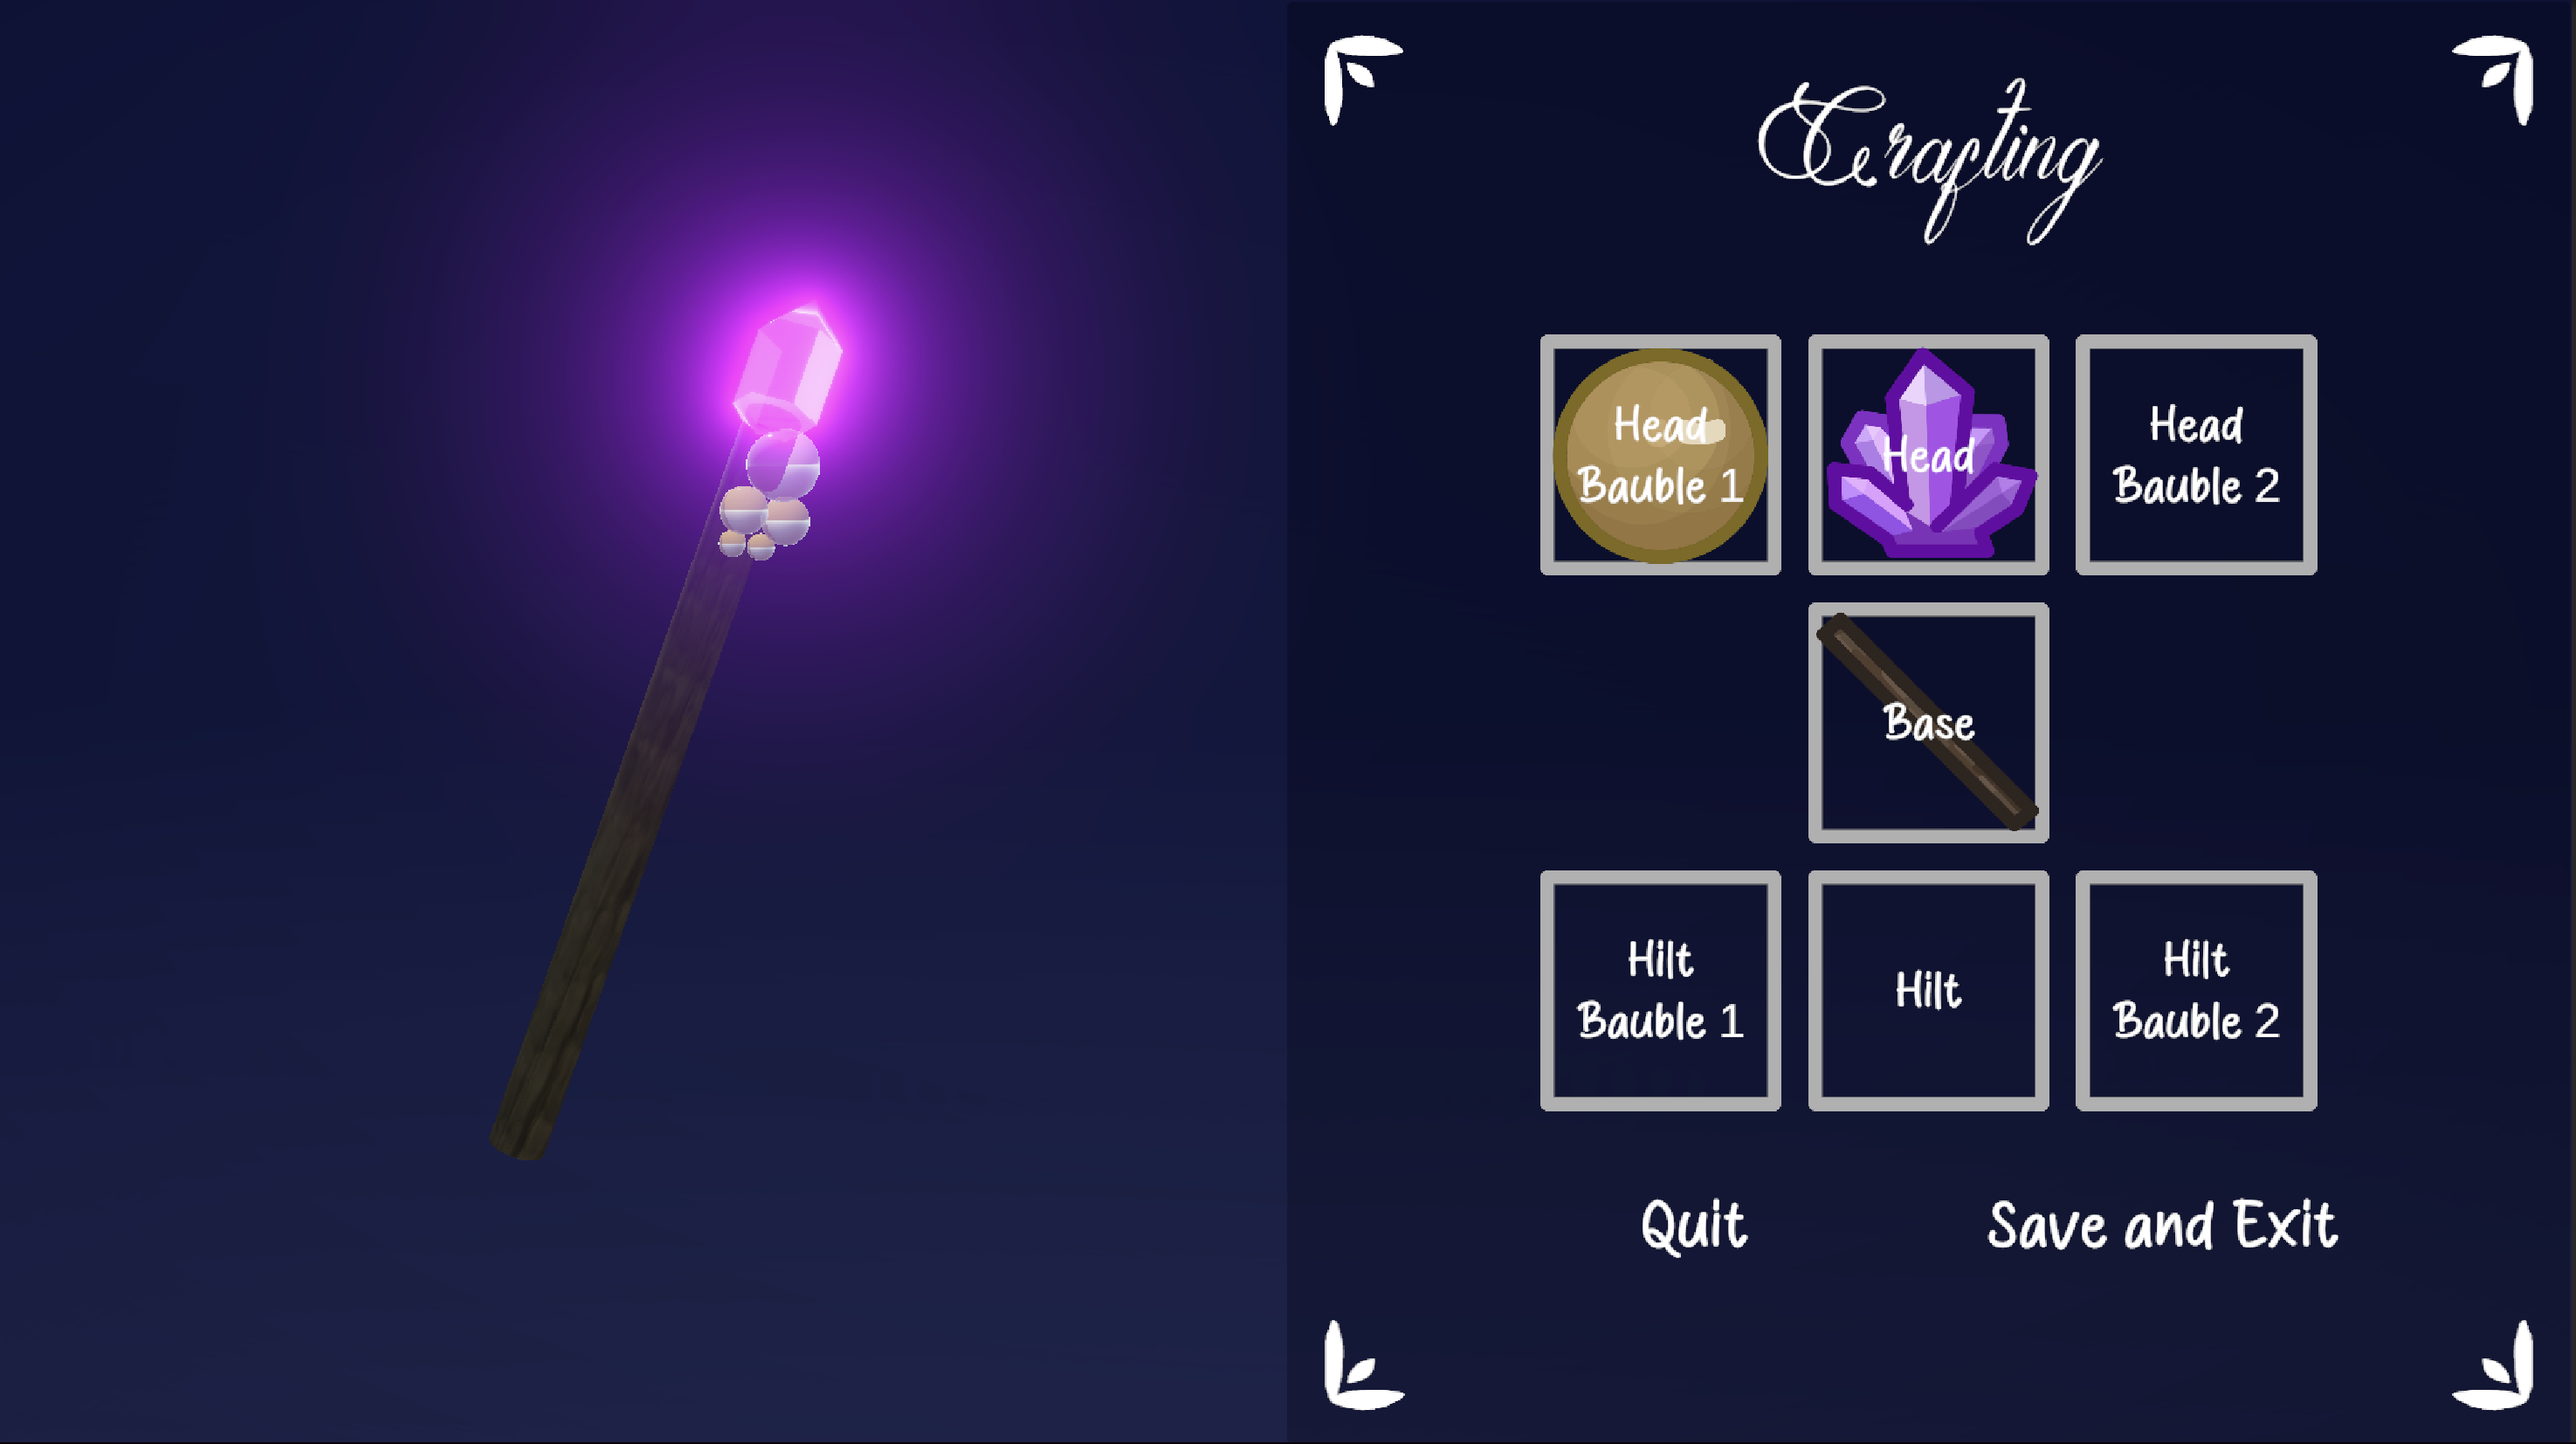 Crafting
Head
Bauble 1
Head
Head
Bauble 2
Base
Hilt
Bauble 1
Hilt
Hilt
Bauble 2
Quit
Save and Exit